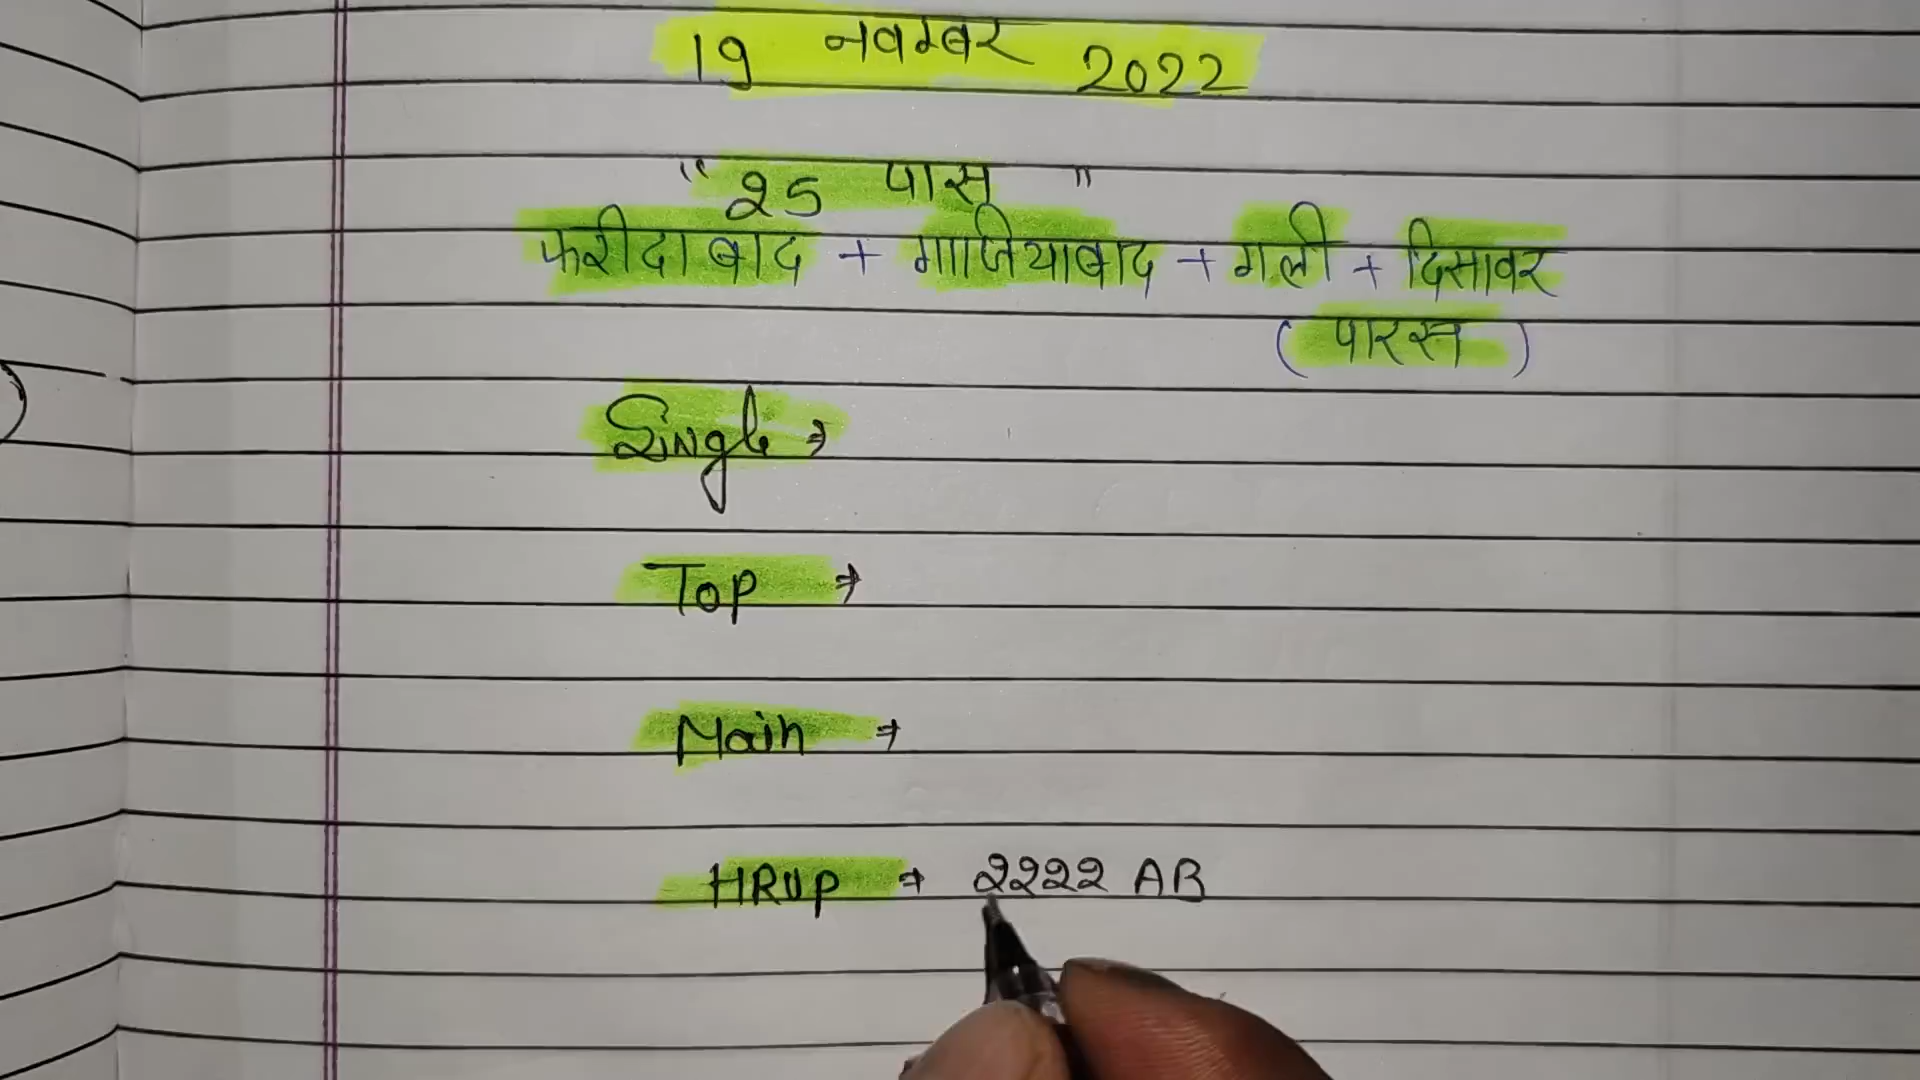 19 नवम्बर 2022
"25 पास"
फरीदाबाद + गाजियाबाद + गली + दिसावर
(पारस)
Single →
Top →
Main →
HRUP → 2222 AB